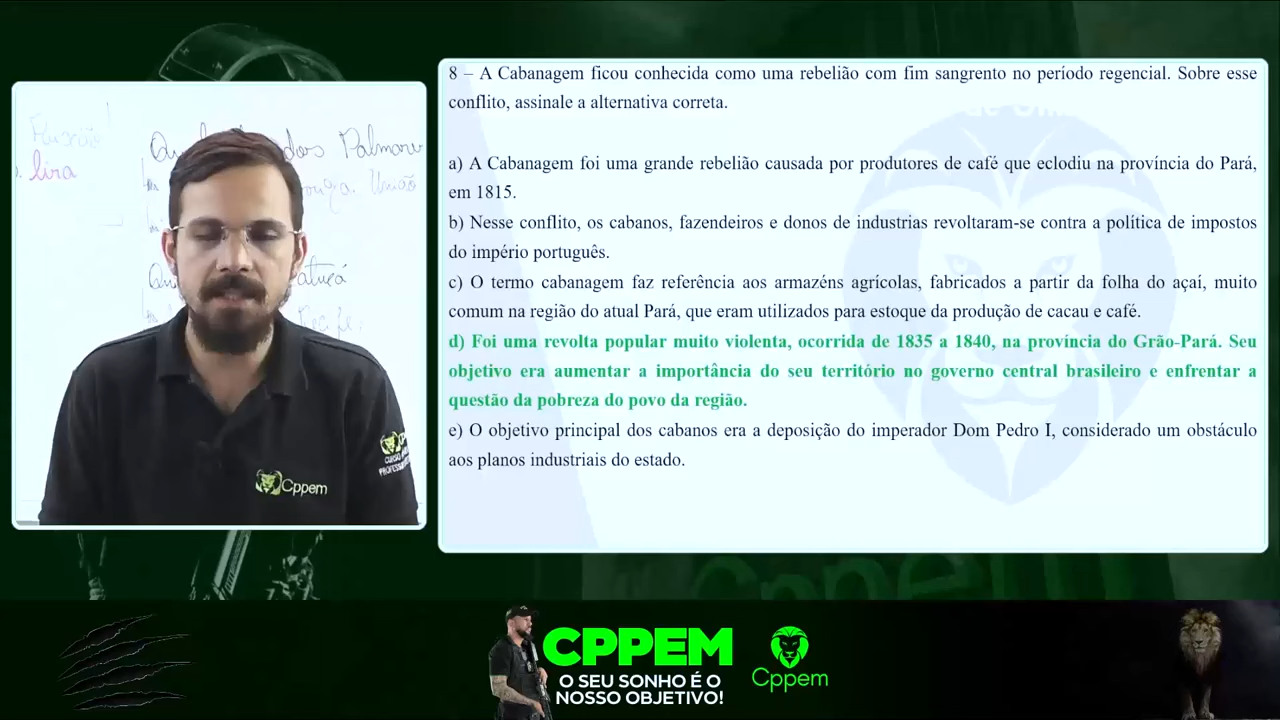 8 – A Cabanagem ficou conhecida como uma rebelião com fim sangrento no período regencial. Sobre esse
conflito, assinale a alternativa correta.
a) A Cabanagem foi uma grande rebelião causada por produtores de café que eclodiu na província do Pará,
em 1815.
b) Nesse conflito, os cabanos, fazendeiros e donos de industrias revoltaram-se contra a política de impostos
do império português.
c) O termo cabanagem faz referência aos armazéns agrícolas, fabricados a partir da folha do açaí, muito
comum na região do atual Pará, que eram utilizados para estoque da produção de cacau e café.
d) Foi uma revolta popular muito violenta, ocorrida de 1835 a 1840, na província do Grão-Pará. Seu
objetivo era aumentar a importância do seu território no governo central brasileiro e enfrentar a
questão da pobreza do povo da região.
e) O objetivo principal dos cabanos era a deposição do imperador Dom Pedro I, considerado um obstáculo
aos planos industriais do estado.
dos Palmare
lira
União
Recife,
Cppem
Cppem
CPPEM
O SEU SONHO É O
NOSSO OBJETIVO!
Cppem